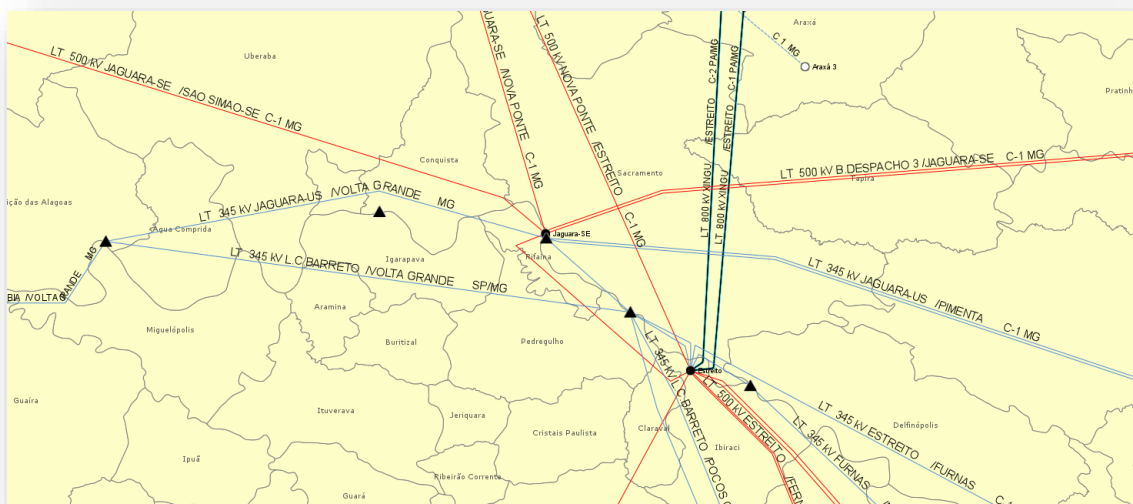 Araxá
C 1 MG
Araxá 3
Uberaba
Pratinh
LT 500 kV JAGUARA-SE /SAO SIMAO-SE C-1 MG
UARA-SE /NOVA PONTE C-1 MG
LT 500 kV NOVA PONTE /ESTREITO C-1 MG
LT 800 kV XINGU /ESTREITO C-2 PA/MG
LT 800 kV XINGU /ESTREITO C-1 PA/MG
Conquista
Sacramento
LT 500 kV B.DESPACHO 3 /JAGUARA-SE C-1 MG
Tapira
ição das Alagoas
LT 345 kV JAGUARA-US /VOLTA GRANDE MG
Água Comprida
Jaguara-SE
Igarapava
Rifaina
LT 345 kV L.C.BARRETO /VOLTA GRANDE SP/MG
LT 345 kV JAGUARA-US /PIMENTA C-1 MG
MG
BIA /VOLTA
Aramina
Miguelópolis
Buritizal
Pedregulho
LT 345 kV L.C.BARRETO /POCOS
Estreito
LT 500 kV ESTREITO /FERN
LT 345 kV ESTREITO /FURNAS C-1
LT 345 kV FURNAS
Guaíra
Ituverava
Jeriquara
Cristais Paulista
Claraval
Ibiraci
Delfinópolis
Ipuã
Ribeirão Corrente
Guará